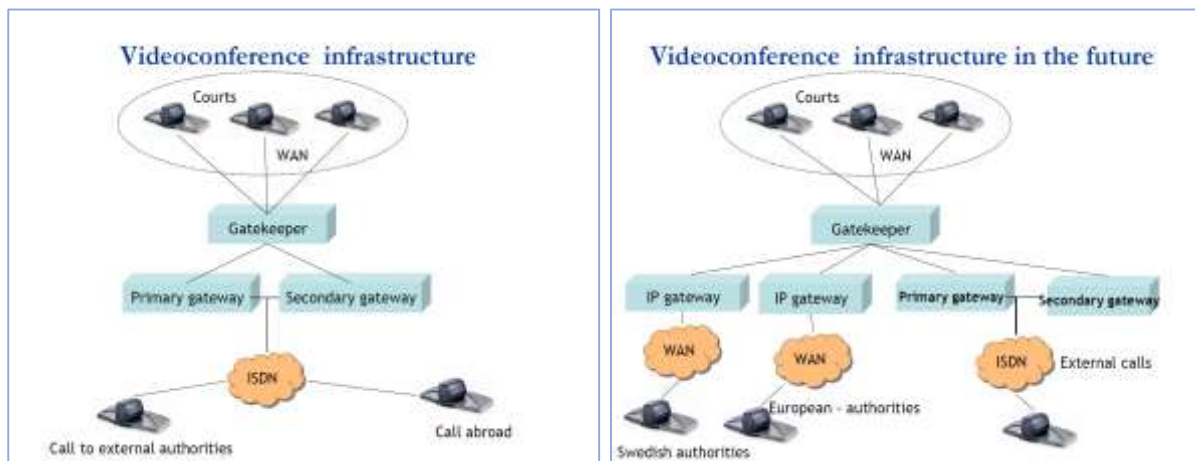 Videoconference infrastructure
Courts
WAN
Gatekeeper
Primary gateway
Secondary gateway
ISDN
Call to external authorities
Call abroad
Videoconference infrastructure in the future
Courts
WAN
Gatekeeper
IP gateway
IP gateway
Primary gateway
Secondary gateway
WAN
WAN
ISDN
External calls
European - authorities
Swedish authorities